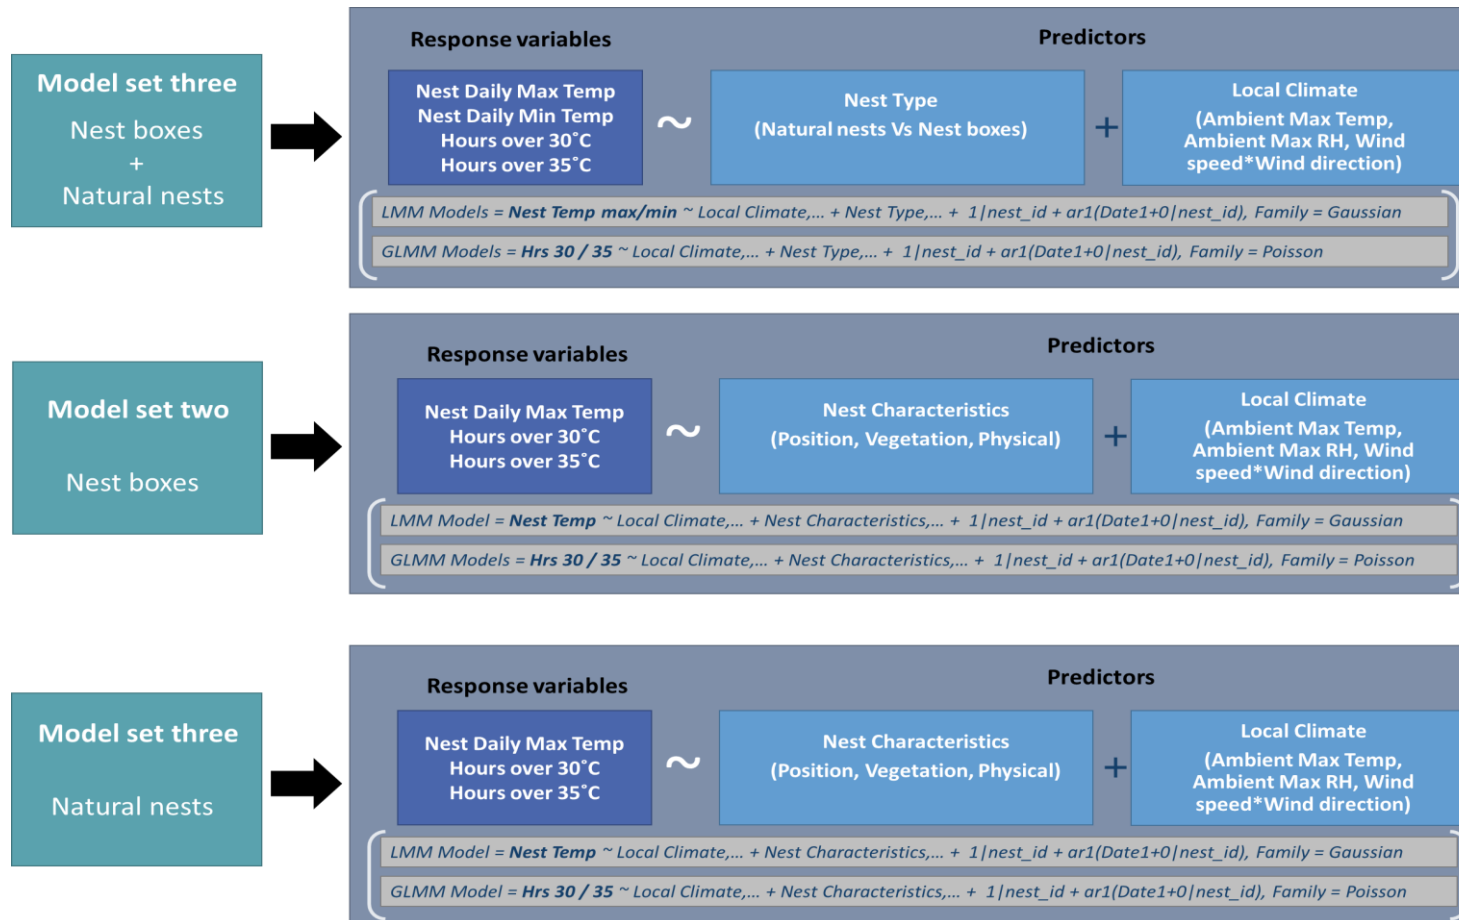 Model set three
Nest boxes
+
Natural nests
Response variables
Predictors
Nest Daily Max Temp
Nest Daily Min Temp
Hours over 30˚C
Hours over 35˚C
~
Nest Type
(Natural nests Vs Nest boxes)
+
Local Climate
(Ambient Max Temp,
Ambient Max RH, Wind
speed*Wind direction)
LMM Models = Nest Temp max/min ~ Local Climate,... + Nest Type,... + 1|nest_id + ar1(Date1+0|nest_id), Family = Gaussian
GLMM Models = Hrs 30 / 35 ~ Local Climate,... + Nest Type,... + 1|nest_id + ar1(Date1+0|nest_id), Family = Poisson
Model set two
Nest boxes
Response variables
Predictors
Nest Daily Max Temp
Hours over 30˚C
Hours over 35˚C
~
Nest Characteristics
(Position, Vegetation, Physical)
+
Local Climate
(Ambient Max Temp,
Ambient Max RH, Wind
speed*Wind direction)
LMM Model = Nest Temp ~ Local Climate,... + Nest Characteristics,... + 1|nest_id + ar1(Date1+0|nest_id), Family = Gaussian
GLMM Models = Hrs 30 / 35 ~ Local Climate,... + Nest Characteristics,... + 1|nest_id + ar1(Date1+0|nest_id), Family = Poisson
Model set three
Natural nests
Response variables
Predictors
Nest Daily Max Temp
Hours over 30˚C
Hours over 35˚C
~
Nest Characteristics
(Position, Vegetation, Physical)
+
Local Climate
(Ambient Max Temp,
Ambient Max RH, Wind
speed*Wind direction)
LMM Model = Nest Temp ~ Local Climate,... + Nest Characteristics,... + 1|nest_id + ar1(Date1+0|nest_id), Family = Gaussian
GLMM Model = Hrs 30 / 35 ~ Local Climate,... + Nest Characteristics,... + 1|nest_id + ar1(Date1+0|nest_id), Family = Poisson